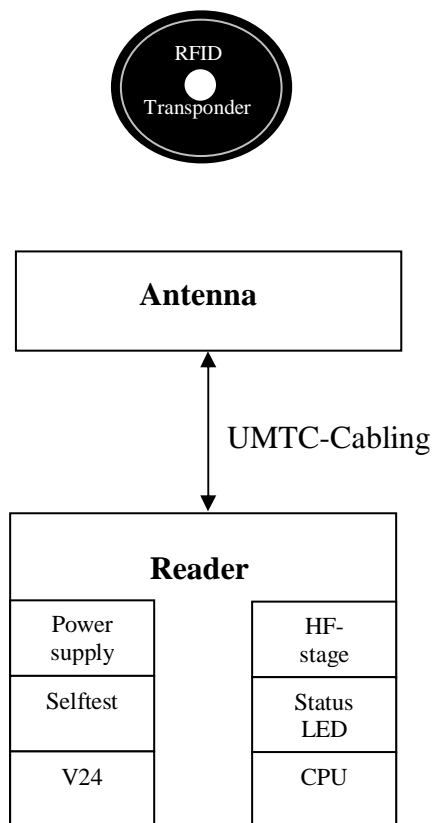 RFID
Transponder
Antenna
UMTC-Cabling
Reader
Power
supply
HF-
stage
Selftest
Status
LED
V24
CPU